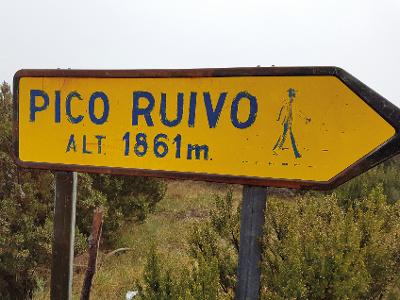 PICO RUIVO
ALT. 1861m.